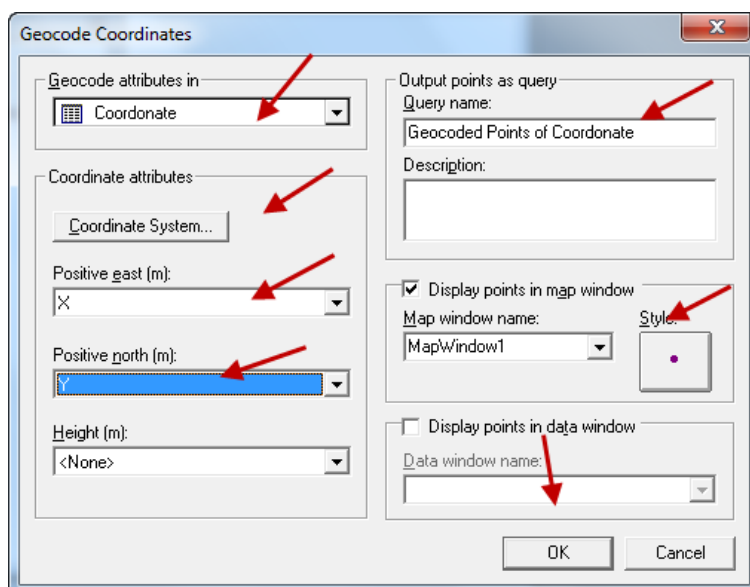 Geocode Coordinates
Geocode attributes in
Coordonate
Coordinate attributes
Coordinate System...
Positive east (m):
X
Positive north (m):
Y
Height (m):
<None>
Output points as query
Query name:
Geocoded Points of Coordonate
Description:
Display points in map window
Map window name:
Style:
MapWindow1
Display points in data window
Data window name:
OK
Cancel